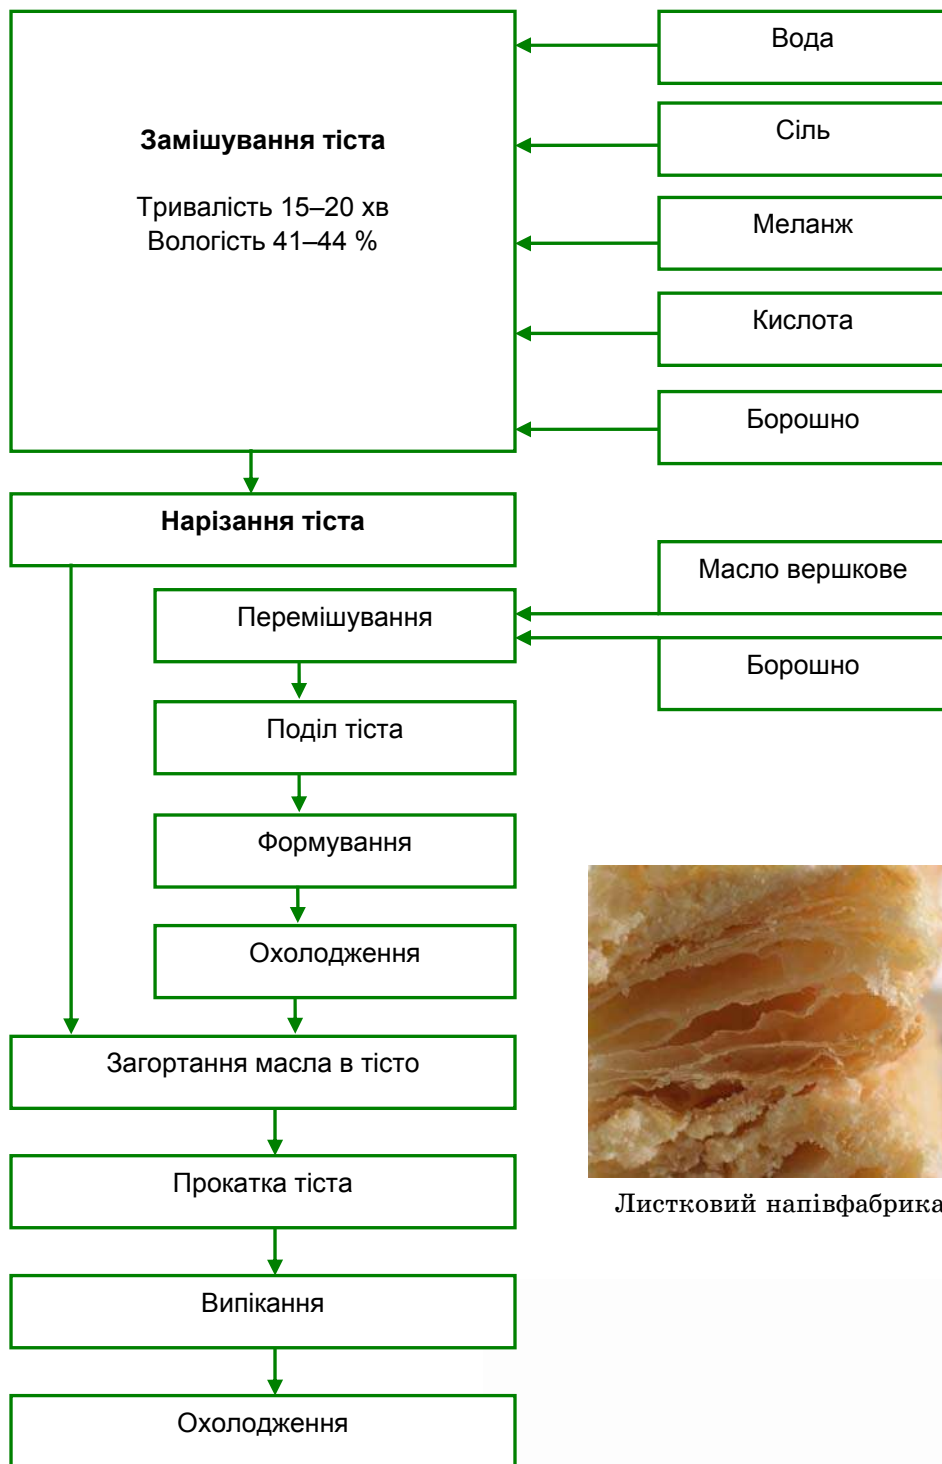 Замішування тіста
Тривалість 15–20 хв
Вологість 41–44 %
Вода
Сіль
Меланж
Кислота
Борошно
Нарізання тіста
Масло вершкове
Перемішування
Борошно
Поділ тіста
Формування
Охолодження
Загортання масла в тісто
Прокатка тіста
Листковий напівфабрика
Випікання
Охолодження